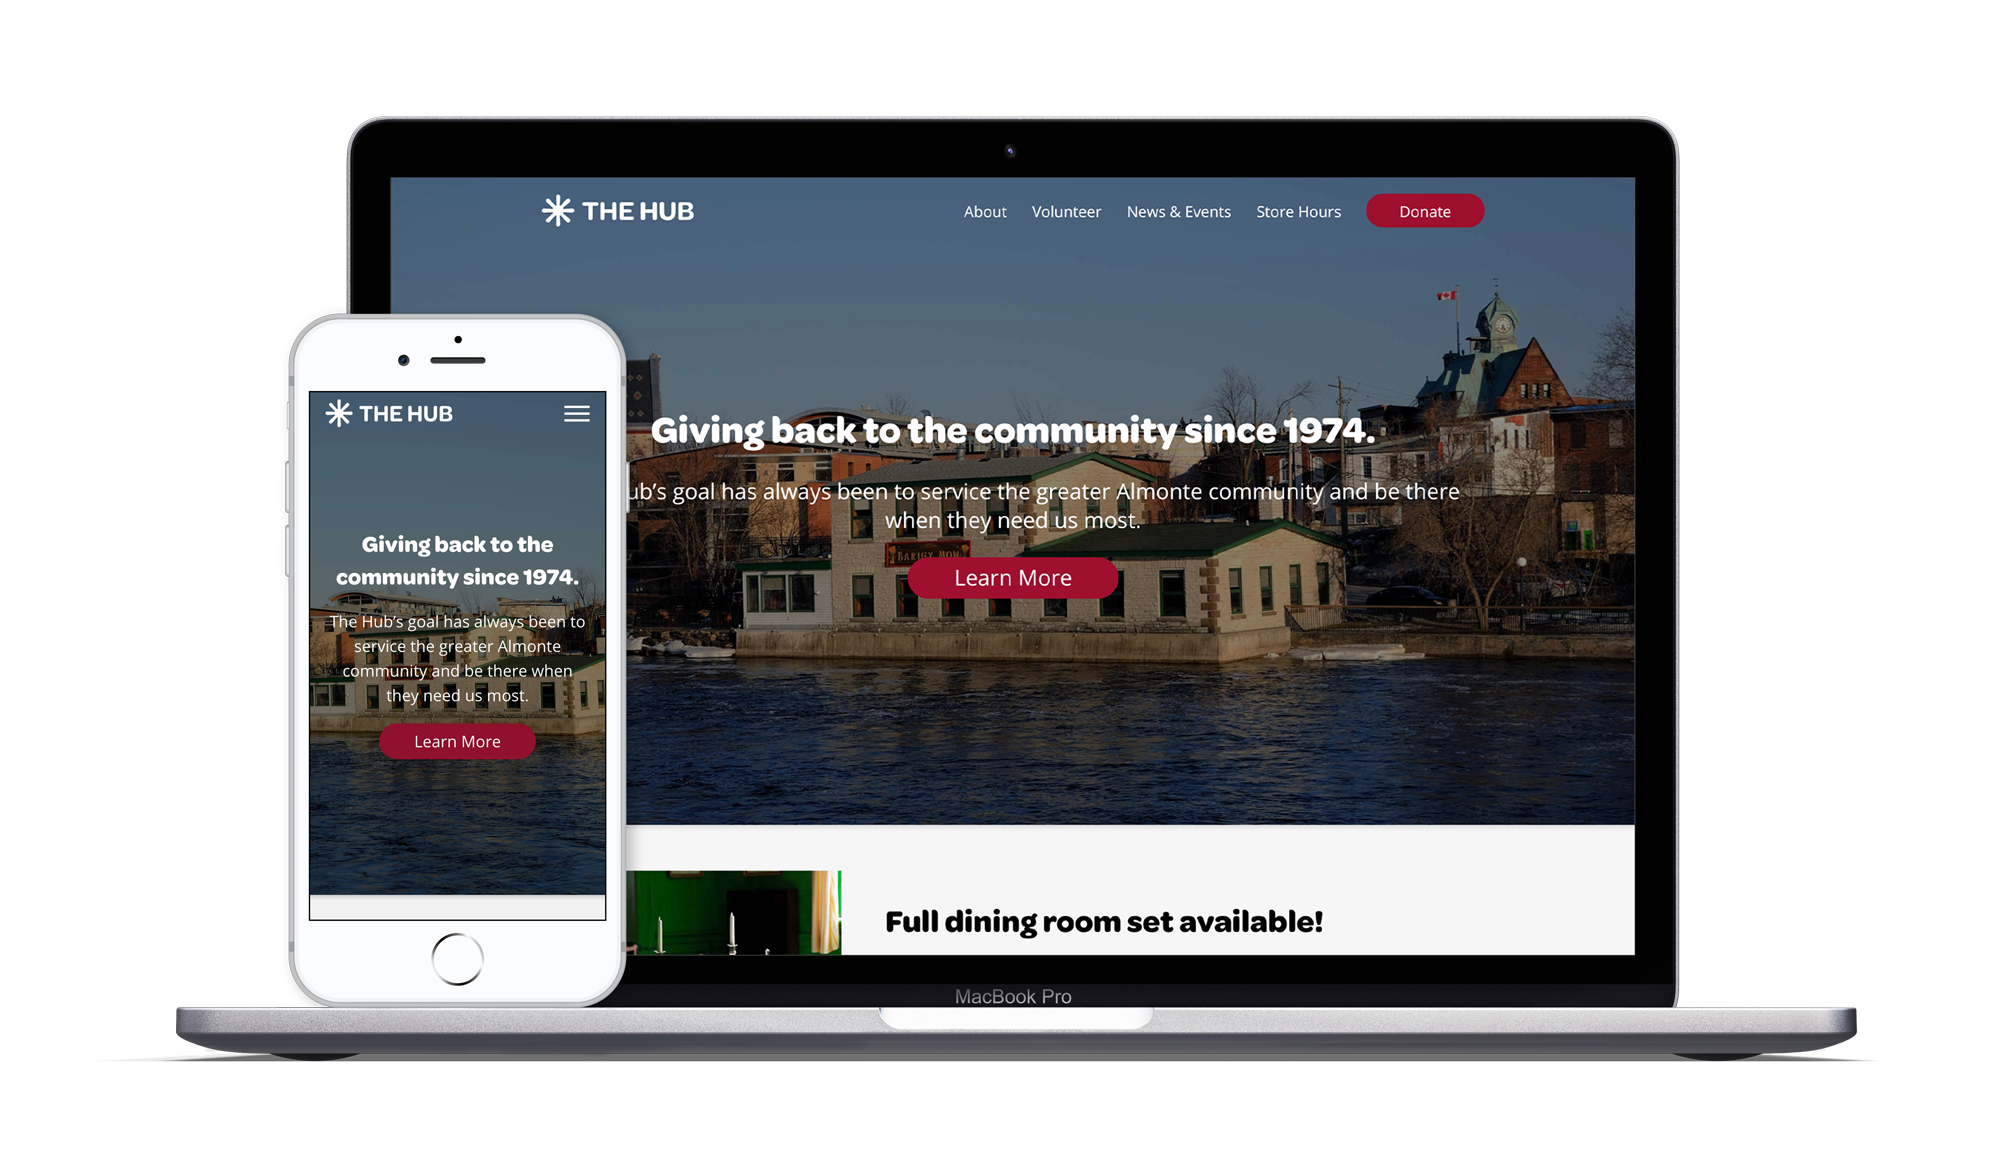 THE HUB
About Volunteer News & Events Store Hours Donate
Giving back to the community since 1974.
ub's goal has always been to service the greater Almonte community and be there
when they need us most.
BARLEY MOW
Learn More
Full dining room set available!
MacBook Pro
THE HUB
Giving back to the
community since 1974.
The Hub's goal has always been to
service the greater Almonte
community and be there when
they need us most.
Learn More